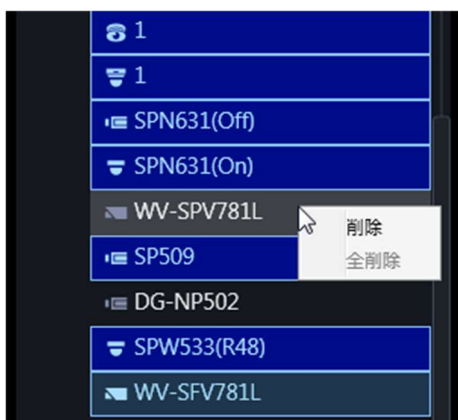 1
1
SPN631(Off)
SPN631(On)
WV-SPV781L
削除
SP509
全削除
DG-NP502
SPW533(R48)
WV-SFV781L